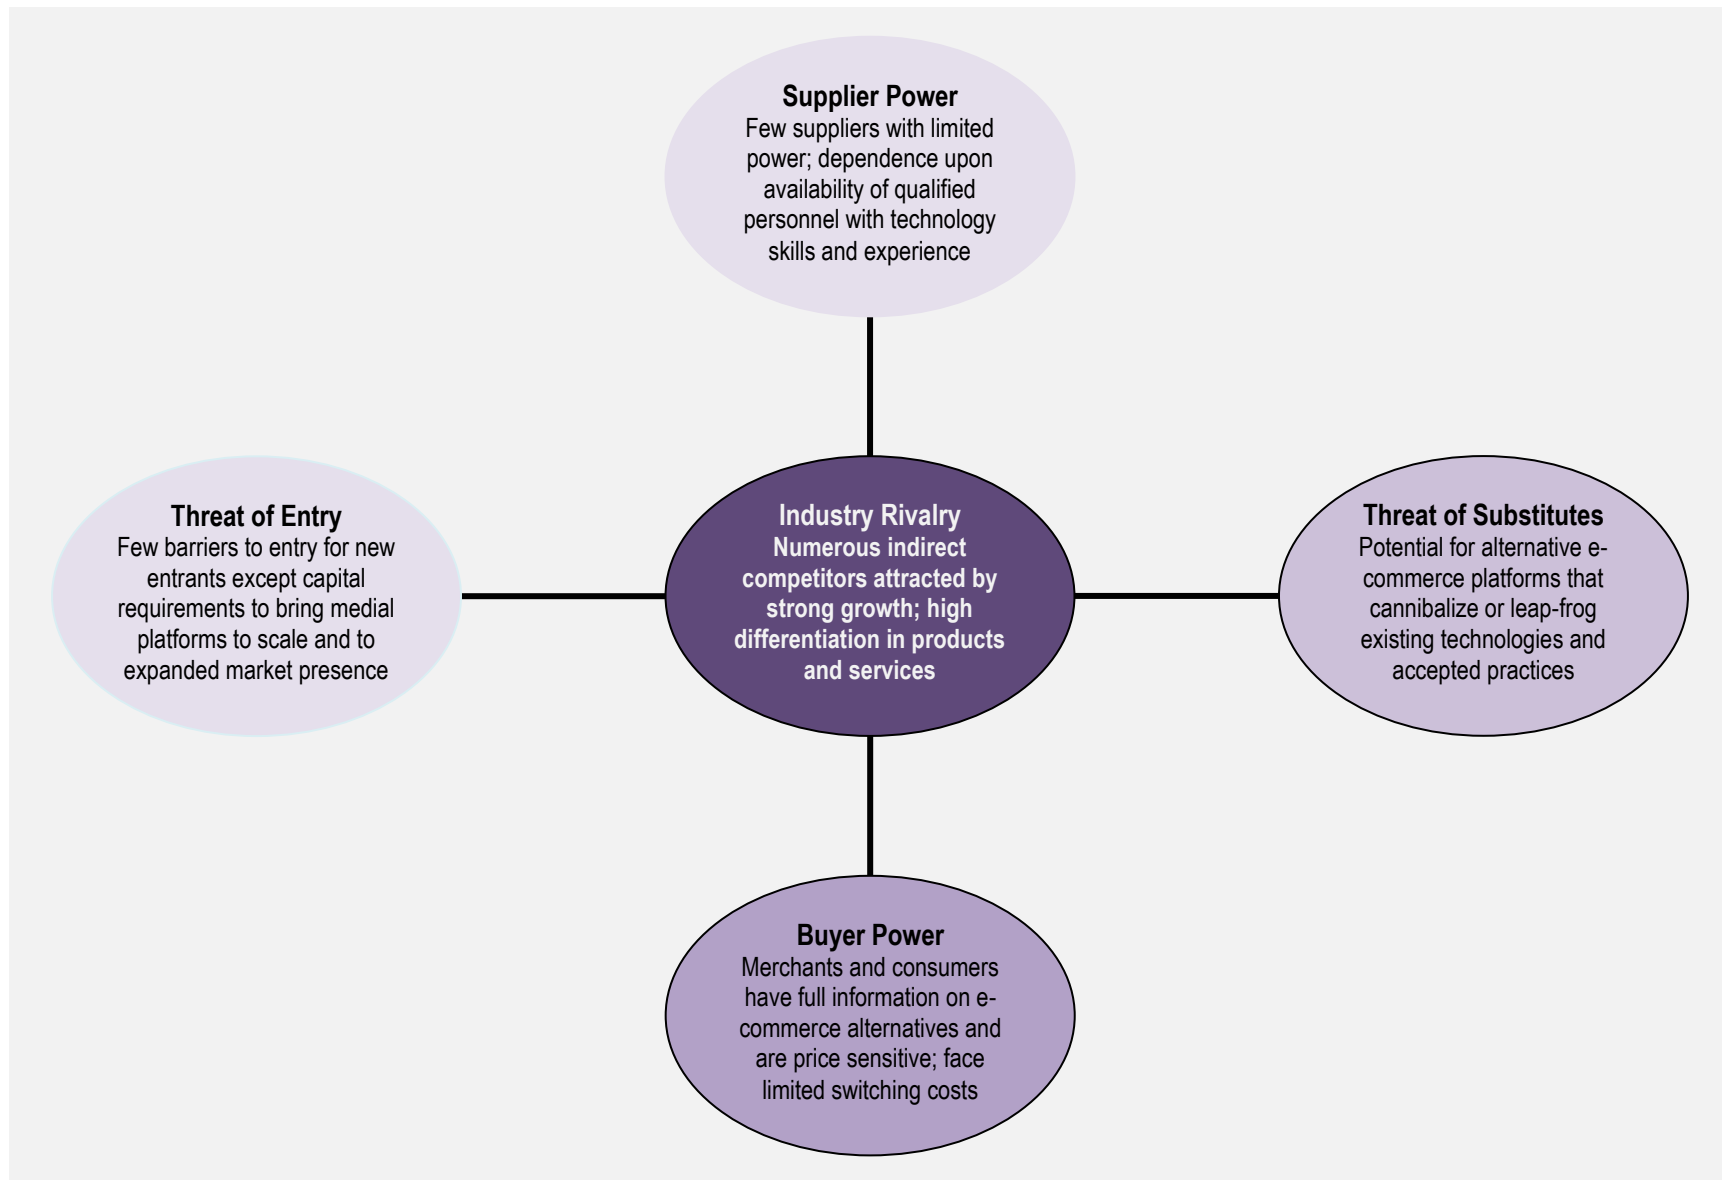 Supplier Power
Few suppliers with limited
power; dependence upon
availability of qualified
personnel with technology
skills and experience
Threat of Entry
Few barriers to entry for new
entrants except capital
requirements to bring medial
platforms to scale and to
expanded market presence
Industry Rivalry
Numerous indirect
competitors attracted by
strong growth; high
differentiation in products
and services
Threat of Substitutes
Potential for alternative e-
commerce platforms that
cannibalize or leap-frog
existing technologies and
accepted practices
Buyer Power
Merchants and consumers
have full information on e-
commerce alternatives and
are price sensitive; face
limited switching costs